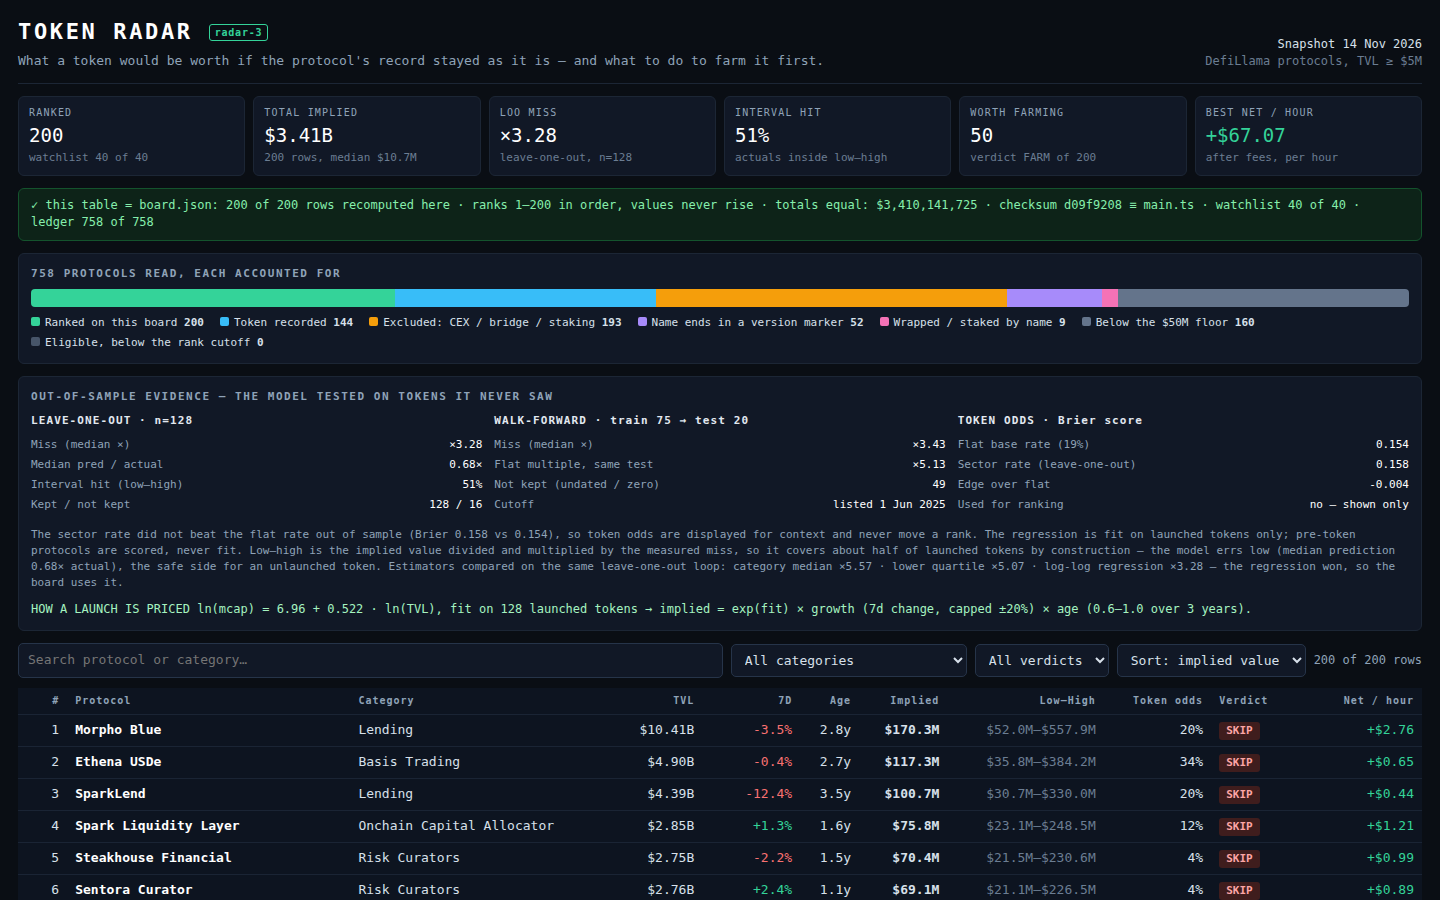 TOKEN RADAR radar-3
What a token would be worth if the protocol's record stayed as it is — and what to do to farm it first.
Snapshot 14 Nov 2026
DefiLlama protocols, TVL ≥ $5M
RANKED
200
watchlist 40 of 40
TOTAL IMPLIED
$3.41B
200 rows, median $10.7M
LOO MISS
×3.28
leave-one-out, n=128
INTERVAL HIT
51%
actuals inside low–high
WORTH FARMING
50
verdict FARM of 200
BEST NET / HOUR
+$67.07
after fees, per hour
✓ this table = board.json: 200 of 200 rows recomputed here · ranks 1–200 in order, values never rise · totals equal: $3,410,141,725 · checksum d09f9208 ≡ main.ts · watchlist 40 of 40 ·
ledger 758 of 758
758 PROTOCOLS READ, EACH ACCOUNTED FOR
Ranked on this board 200 Token recorded 144 Excluded: CEX / bridge / staking 193 Name ends in a version marker 52 Wrapped / staked by name 9 Below the $50M floor 160
Eligible, below the rank cutoff 0
OUT-OF-SAMPLE EVIDENCE — THE MODEL TESTED ON TOKENS IT NEVER SAW
LEAVE-ONE-OUT · n=128
Miss (median ×) ×3.28
Median pred / actual 0.68×
Interval hit (low–high) 51%
Kept / not kept 128 / 16
WALK-FORWARD · train 75 → test 20
Miss (median ×) ×3.43
Flat multiple, same test ×5.13
Not kept (undated / zero) 49
Cutoff listed 1 Jun 2025
TOKEN ODDS · Brier score
Flat base rate (19%) 0.154
Sector rate (leave-one-out) 0.158
Edge over flat -0.004
Used for ranking no — shown only
The sector rate did not beat the flat rate out of sample (Brier 0.158 vs 0.154), so token odds are displayed for context and never move a rank. The regression is fit on launched tokens only; pre-token
protocols are scored, never fit. Low–high is the implied value divided and multiplied by the measured miss, so it covers about half of launched tokens by construction — the model errs low (median prediction
0.68× actual), the safe side for an unlaunched token. Estimators compared on the same leave-one-out loop: category median ×5.57 · lower quartile ×5.07 · log-log regression ×3.28 — the regression won, so the
board uses it.
HOW A LAUNCH IS PRICED ln(mcap) = 6.96 + 0.522 · ln(TVL), fit on 128 launched tokens → implied = exp(fit) × growth (7d change, capped ±20%) × age (0.6–1.0 over 3 years).
Search protocol or category… All categories All verdicts Sort: implied value 200 of 200 rows
# Protocol Category TVL 7D Age Implied Low–High Token odds Verdict Net / hour
1 Morpho Blue Lending $10.41B -3.5% 2.8y $170.3M $52.0M–$557.9M 20% SKIP +$2.76
2 Ethena USDe Basis Trading $4.90B -0.4% 2.7y $117.3M $35.8M–$384.2M 34% SKIP +$0.65
3 SparkLend Lending $4.39B -12.4% 3.5y $100.7M $30.7M–$330.0M 20% SKIP +$0.44
4 Spark Liquidity Layer Onchain Capital Allocator $2.85B +1.3% 1.6y $75.8M $23.1M–$248.5M 12% SKIP +$1.21
5 Steakhouse Financial Risk Curators $2.75B -2.2% 1.5y $70.4M $21.5M–$230.6M 4% SKIP +$0.99
6 Sentora Curator Risk Curators $2.76B +2.4% 1.1y $69.1M $21.1M–$226.5M 4% SKIP +$0.89